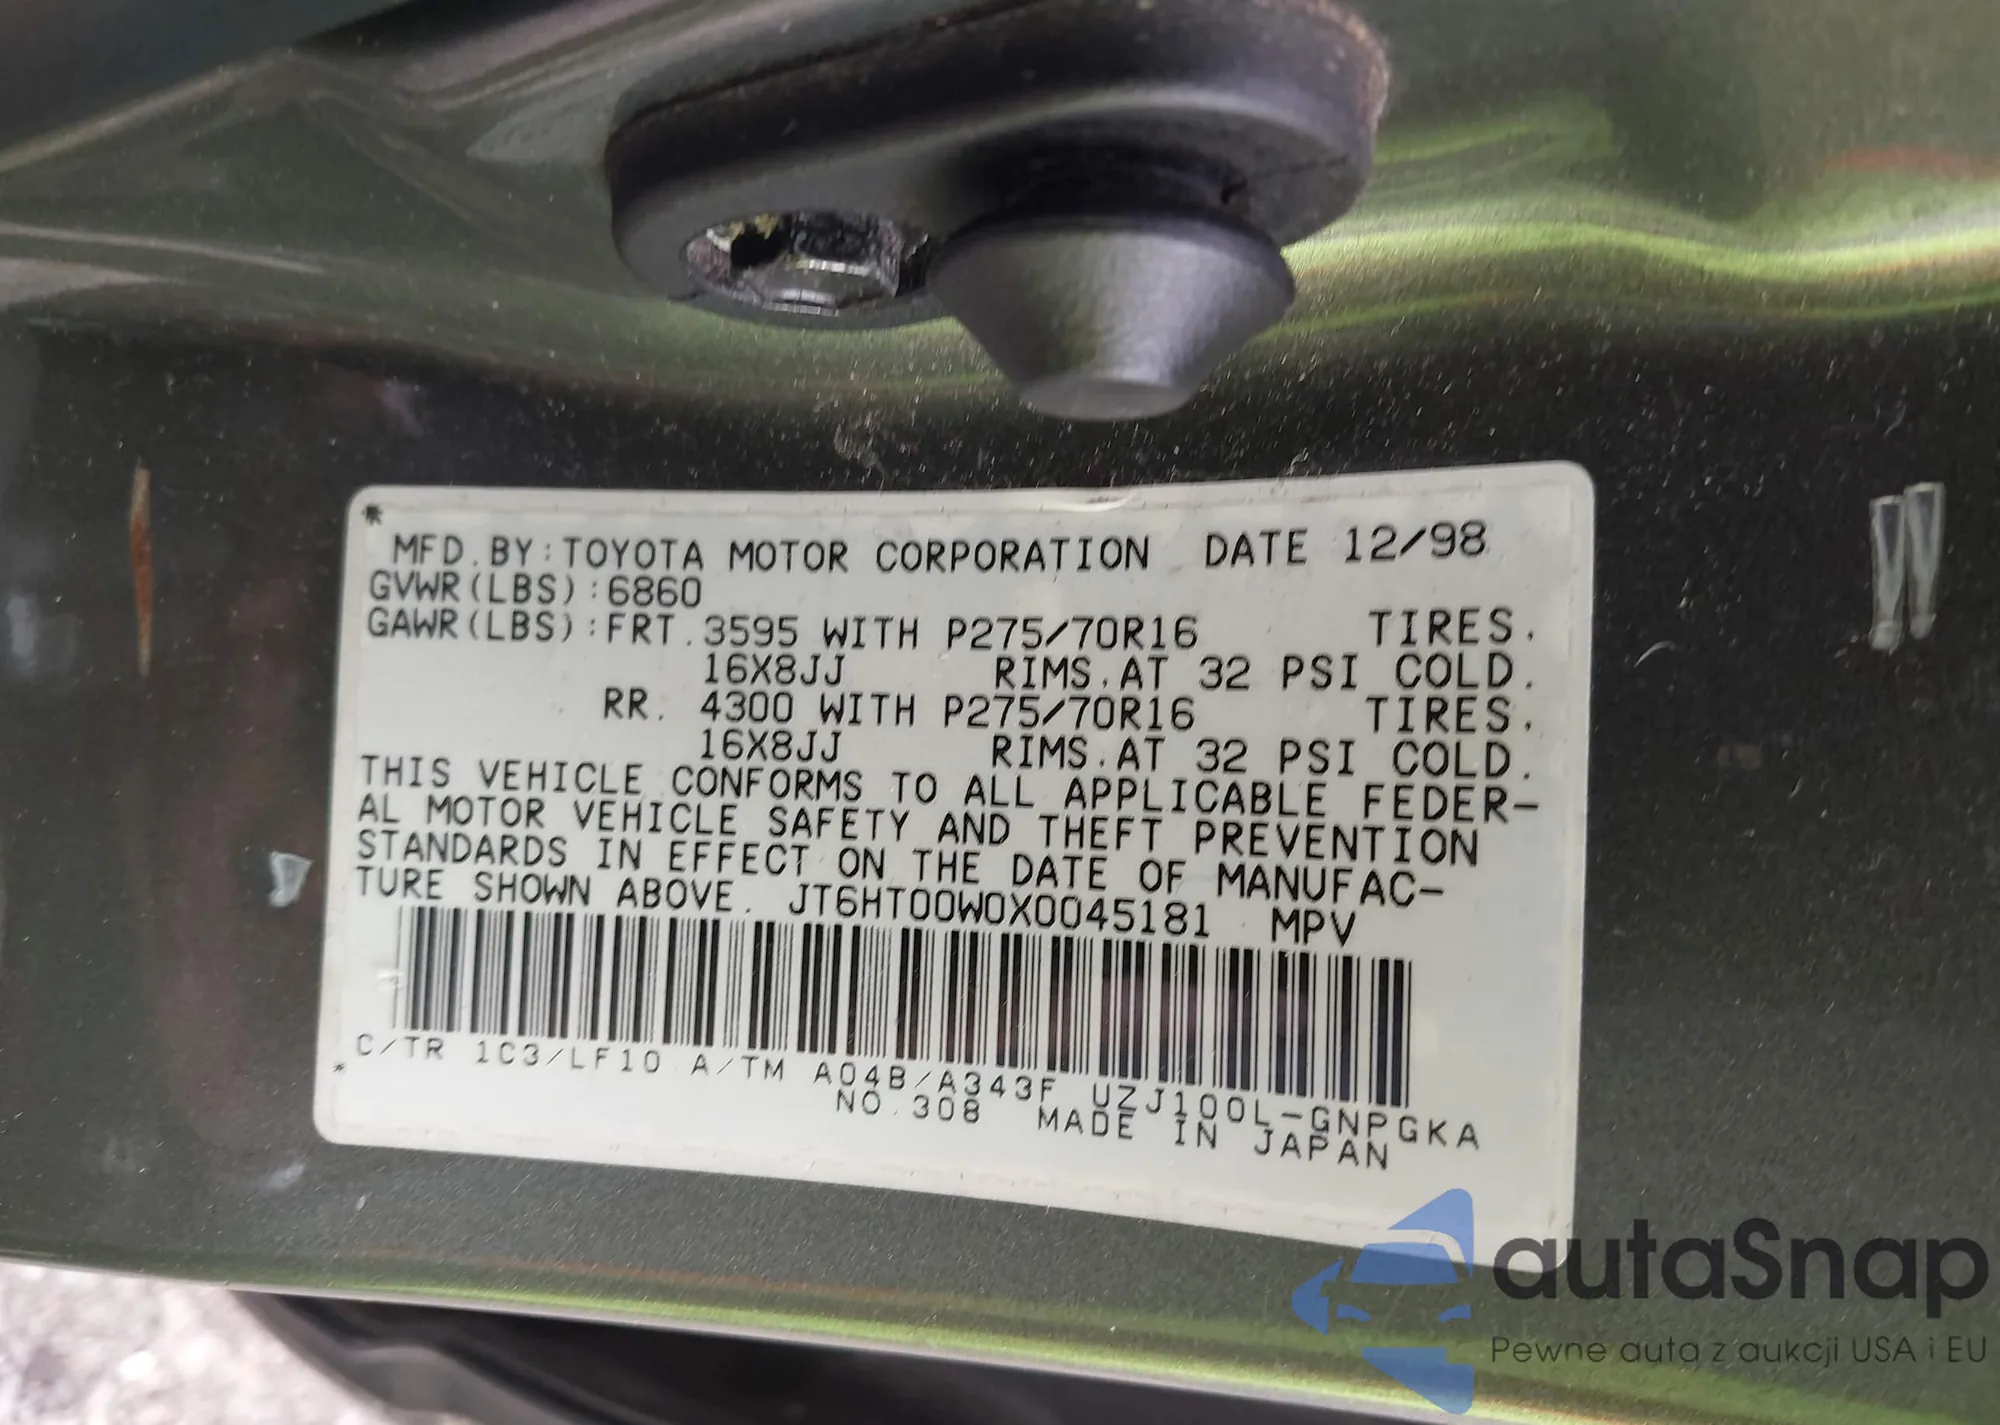 MFD.BY:TOYOTA MOTOR CORPORATION DATE 12/98
GVWR(LBS):6860
GAWR(LBS):FRT.3595 WITH P275/70R16 TIRES.
16X8JJ RIMS.AT 32 PSI COLD.
RR. 4300 WITH P275/70R16 TIRES.
16X8JJ RIMS.AT 32 PSI COLD.
THIS VEHICLE CONFORMS TO ALL APPLICABLE FEDER-
AL MOTOR VEHICLE SAFETY AND THEFT PREVENTION
STANDARDS IN EFFECT ON THE DATE OF MANUFAC-
TURE SHOWN ABOVE. JT6HT00W0X0045181 MPV
C/TR 1C3/LF10 A/TM A04B/A343F UZJ100L-GNPGKA
NO.308 MADE IN JAPAN
autaSnap
Pewne auta z aukcji USA i EU